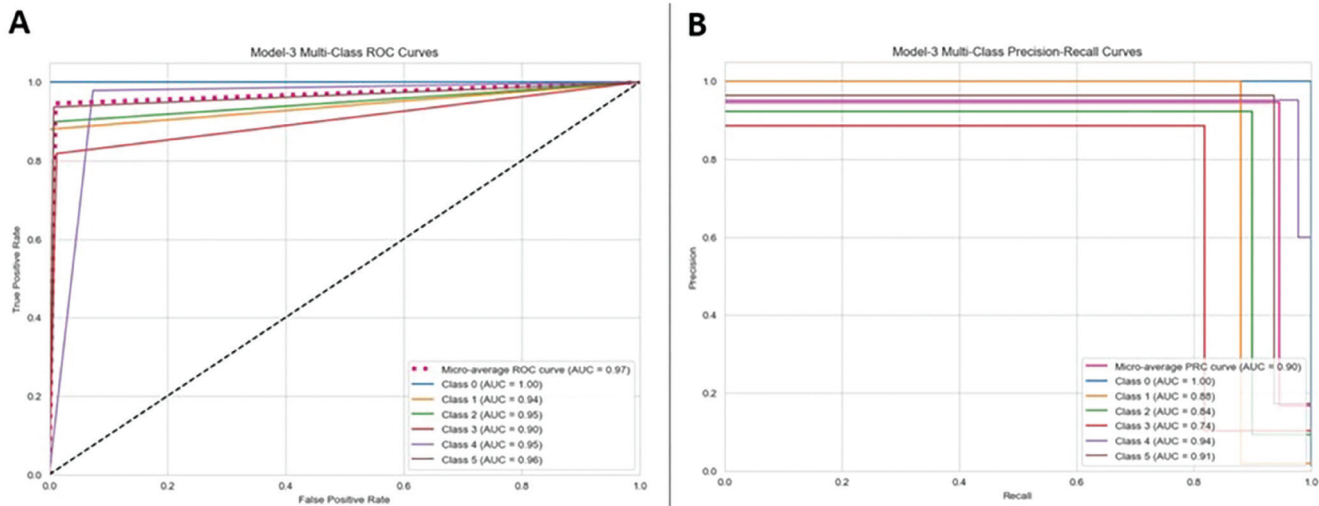 A
Model-3 Multi-Class ROC Curves
1.0
0.8
0.6
0.4
0.2
0.0
True Positive Rate
0.0
0.2
0.4
0.6
0.8
1.0
False Positive Rate
Micro-average ROC curve (AUC = 0.97)
Class 0 (AUC = 1.00)
Class 1 (AUC = 0.94)
Class 2 (AUC = 0.95)
Class 3 (AUC = 0.90)
Class 4 (AUC = 0.95)
Class 5 (AUC = 0.96)
B
Model-3 Multi-Class Precision-Recall Curves
1.0
0.8
0.6
0.4
0.2
0.0
Precision
0.0
0.2
0.4
0.6
0.8
1.0
Recall
Micro-average PRC curve (AUC = 0.90)
Class 0 (AUC = 1.00)
Class 1 (AUC = 0.88)
Class 2 (AUC = 0.84)
Class 3 (AUC = 0.74)
Class 4 (AUC = 0.94)
Class 5 (AUC = 0.91)